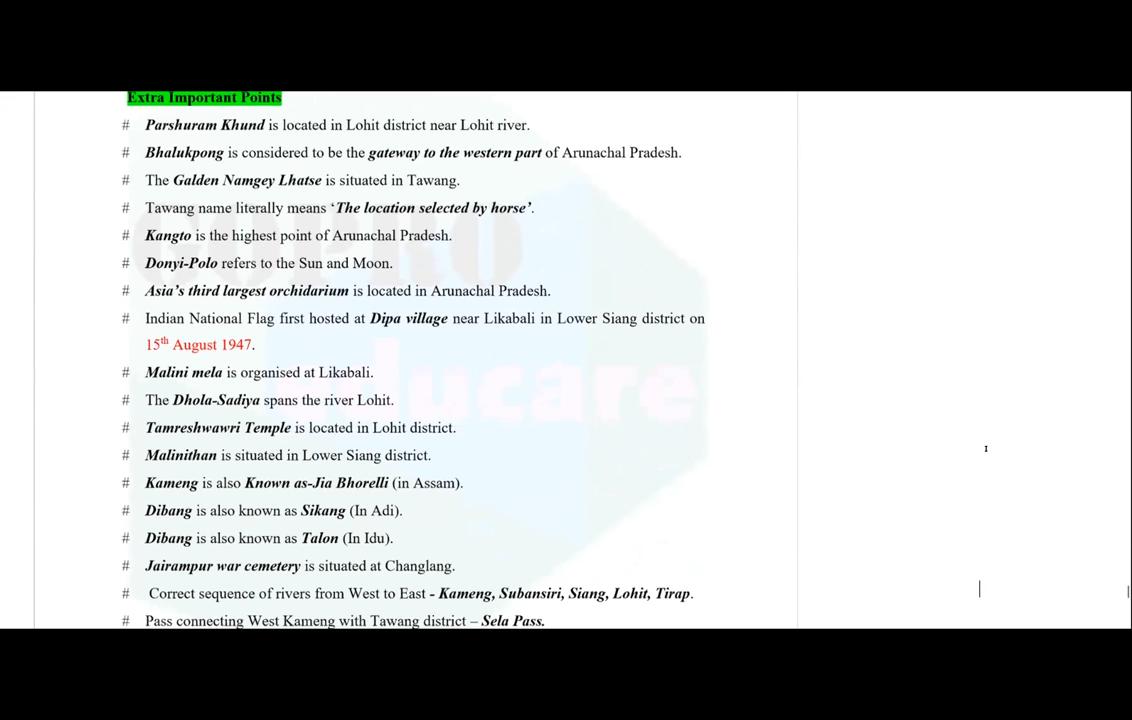 Extra Important Points
# Parshuram Khund is located in Lohit district near Lohit river.
# Bhalukpong is considered to be the gateway to the western part of Arunachal Pradesh.
# The Galden Namgey Lhatse is situated in Tawang.
# Tawang name literally means ‘The location selected by horse’.
# Kangto is the highest point of Arunachal Pradesh.
# Donyi-Polo refers to the Sun and Moon.
# Asia’s third largest orchidarium is located in Arunachal Pradesh.
# Indian National Flag first hosted at Dipa village near Likabali in Lower Siang district on
15th August 1947.
# Malini mela is organised at Likabali.
# The Dhola-Sadiya spans the river Lohit.
# Tamreshwawri Temple is located in Lohit district.
# Malinithan is situated in Lower Siang district.
# Kameng is also Known as-Jia Bhorelli (in Assam).
# Dibang is also known as Sikang (In Adi).
# Dibang is also known as Talon (In Idu).
# Jairampur war cemetery is situated at Changlang.
# Correct sequence of rivers from West to East - Kameng, Subansiri, Siang, Lohit, Tirap.
# Pass connecting West Kameng with Tawang district – Sela Pass.
GOPRO
educare